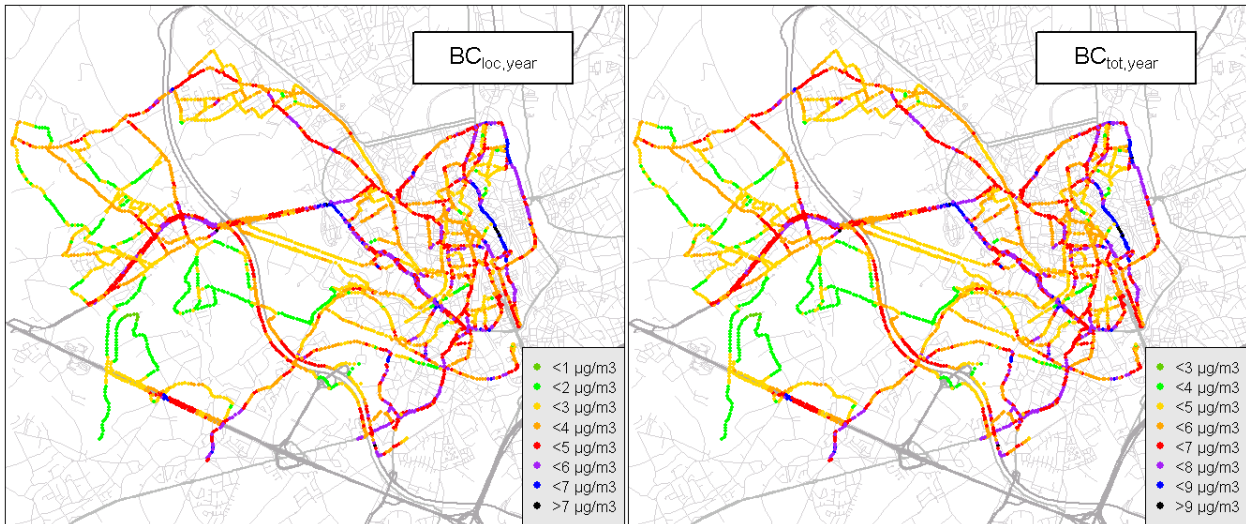 BCloc,year
<1 µg/m3
<2 µg/m3
<3 µg/m3
<4 µg/m3
<5 µg/m3
<6 µg/m3
<7 µg/m3
>7 µg/m3
BCtot,year
<3 µg/m3
<4 µg/m3
<5 µg/m3
<6 µg/m3
<7 µg/m3
<8 µg/m3
<9 µg/m3
>9 µg/m3